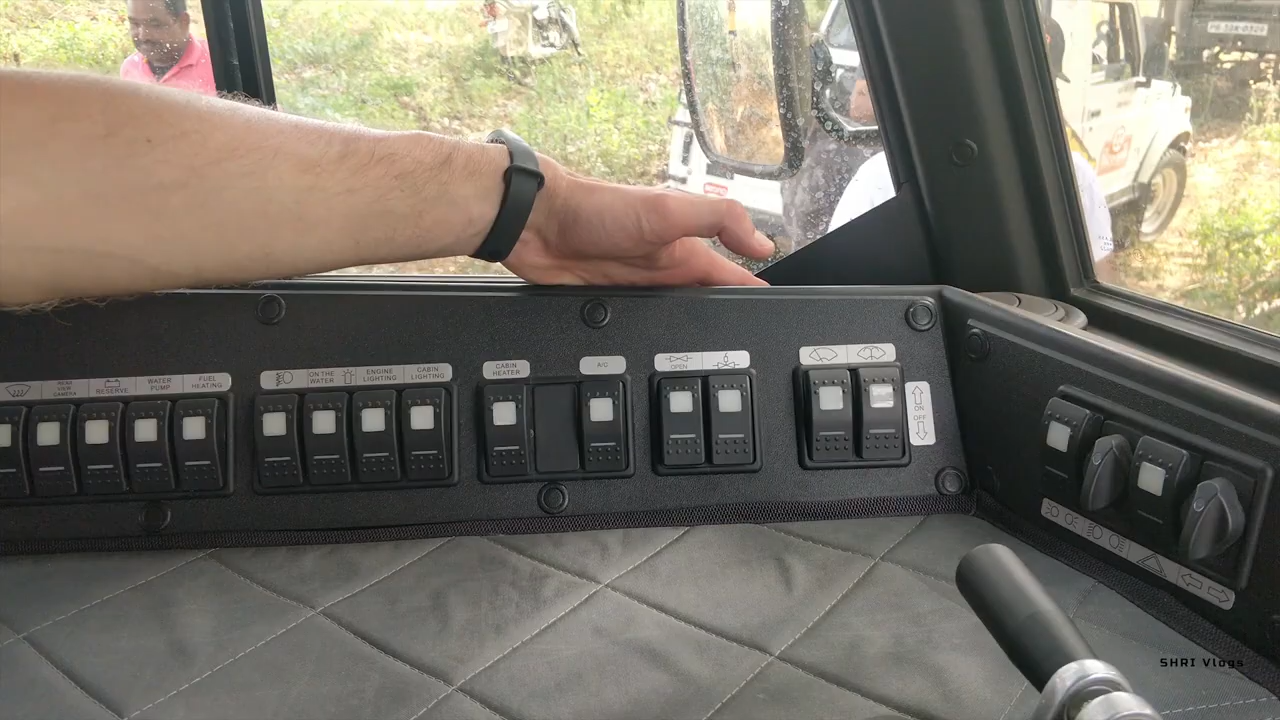 REAR
VIEW
CAMERA
RESERVE
WATER
PUMP
FUEL
HEATING
ON THE
WATER
ENGINE
LIGHTING
CABIN
LIGHTING
CABIN
HEATER
A/C
OPEN
ON
OFF
SHRI Vlogs